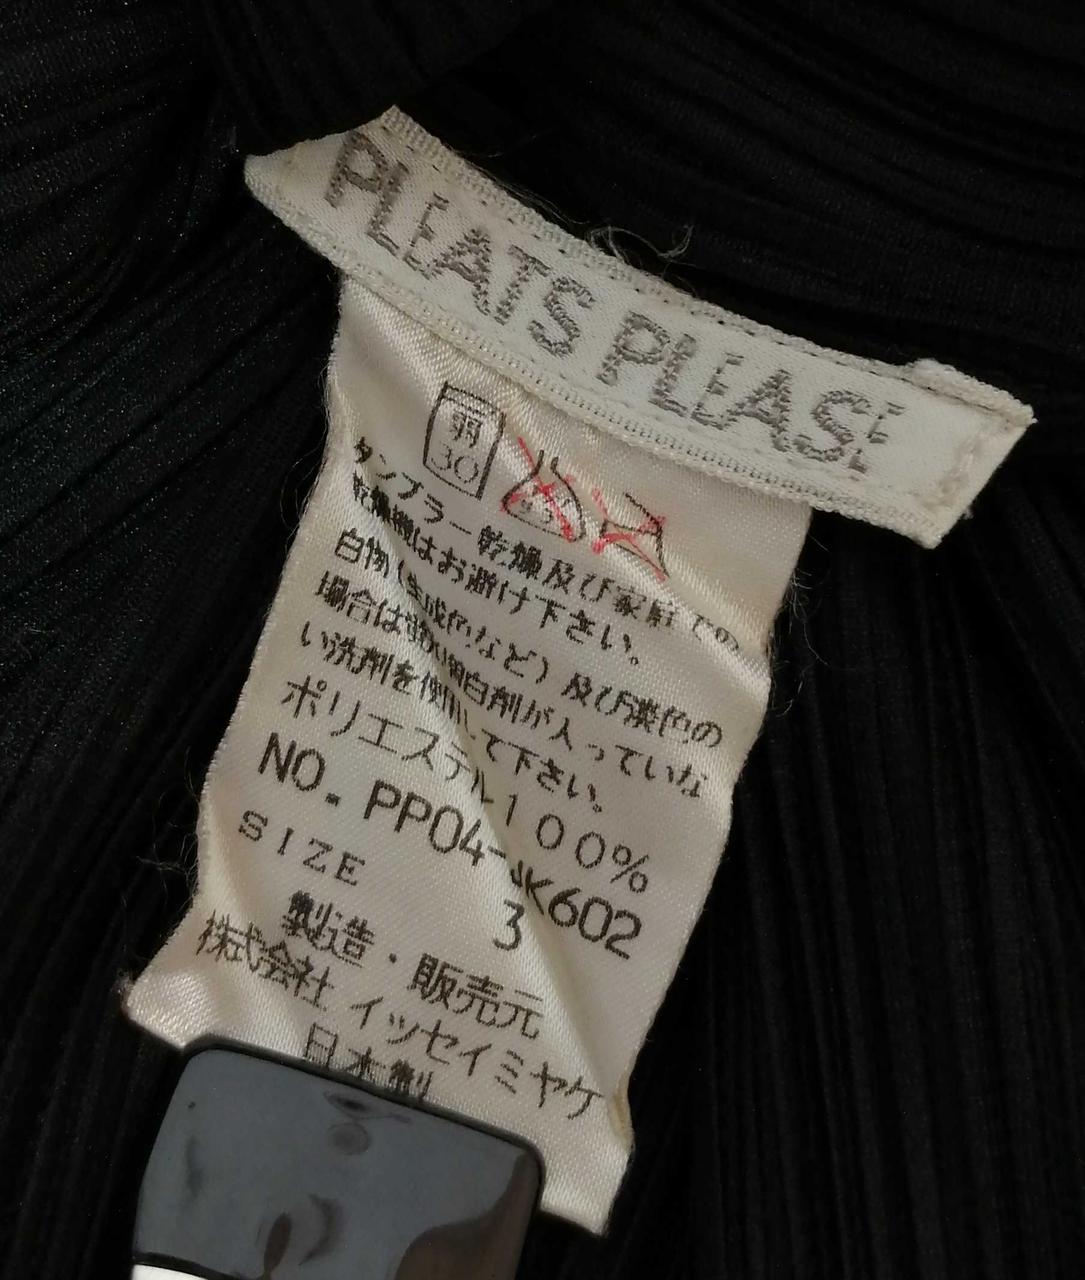 PLEATS PLEASE
弱
30
タンブラー乾燥及び家庭での
乾燥機はお避け下さい。
白物(生成色など)及び淡色の
場合は蛍光増白剤が入っていな
い洗剤を使用して下さい。
ポリエステル100%
NO. PP04-JK602
SIZE 3
製造・販売元
株式会社 イッセイミヤケ
日本製